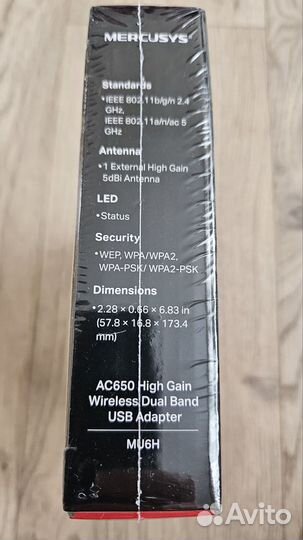 MERCUSYS
Standards
• IEEE 802.11b/g/n 2.4
GHz,
IEEE 802.11a/n/ac 5
GHz
Antenna
• 1 External High Gain
5dBi Antenna
LED
• Status
Security
• WEP, WPA/WPA2,
WPA-PSK/ WPA2-PSK
Dimensions
• 2.28 × 0.66 × 6.83 in
(57.8 × 16.8 × 173.4
mm)
AC650 High Gain
Wireless Dual Band
USB Adapter
MU6H
Avito